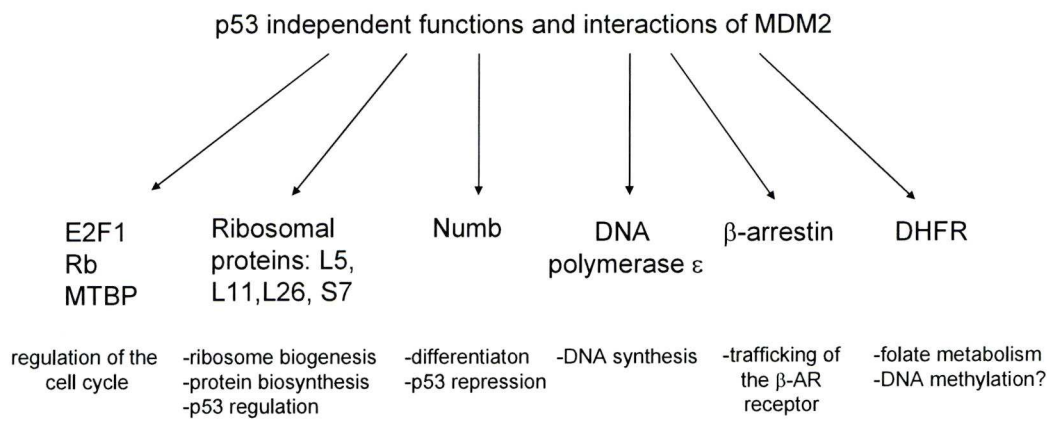 p53 independent functions and interactions of MDM2
E2F1
Rb
MTBP
Ribosomal
proteins: L5,
L11,L26, S7
Numb
DNA
polymerase ε
β-arrestin
DHFR
regulation of the
cell cycle
-ribosome biogenesis
-protein biosynthesis
-p53 regulation
-differentiaton
-p53 repression
-DNA synthesis
-trafficking of
the β-AR
receptor
-folate metabolism
-DNA methylation?